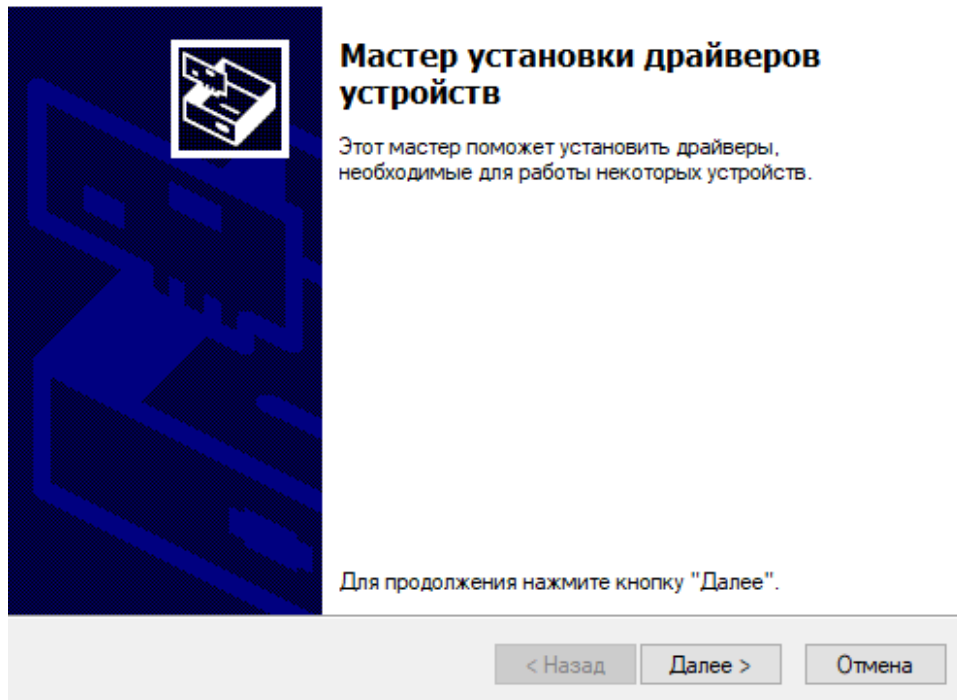 Мастер установки драйверов
устройств
Этот мастер поможет установить драйверы,
необходимые для работы некоторых устройств.
Для продолжения нажмите кнопку "Далее".
< Назад
Далее >
Отмена